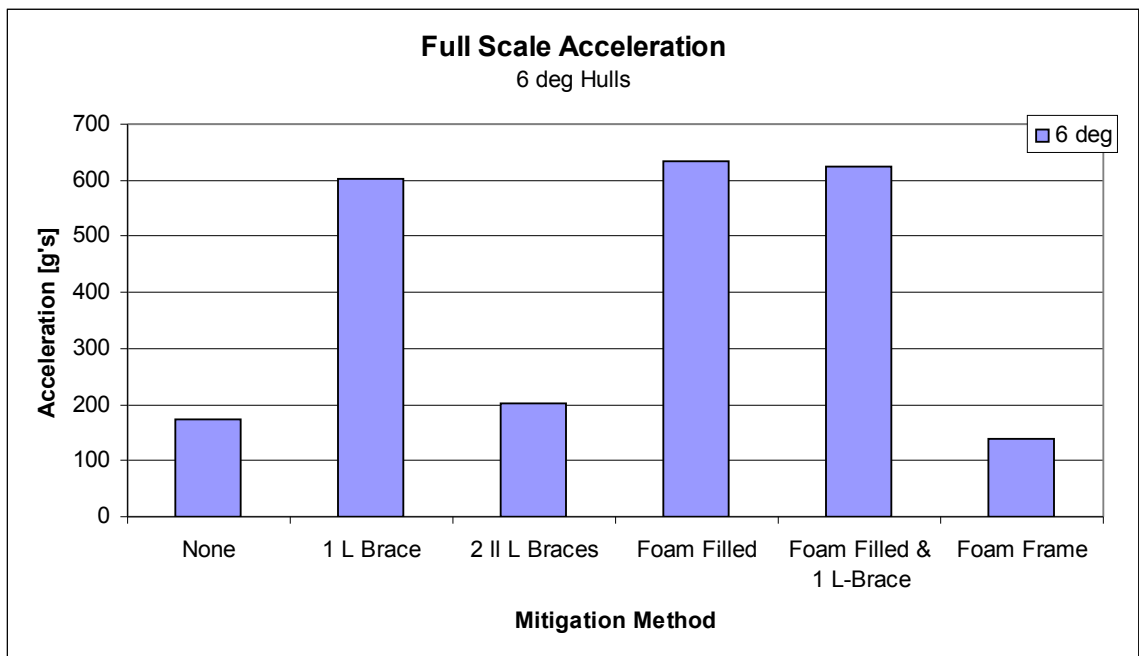 Full Scale Acceleration
6 deg Hulls
6 deg
Acceleration [g's]
700
600
500
400
300
200
100
0
None
1 L Brace
2 ll L Braces
Foam Filled
Foam Filled &
1 L-Brace
Foam Frame
Mitigation Method